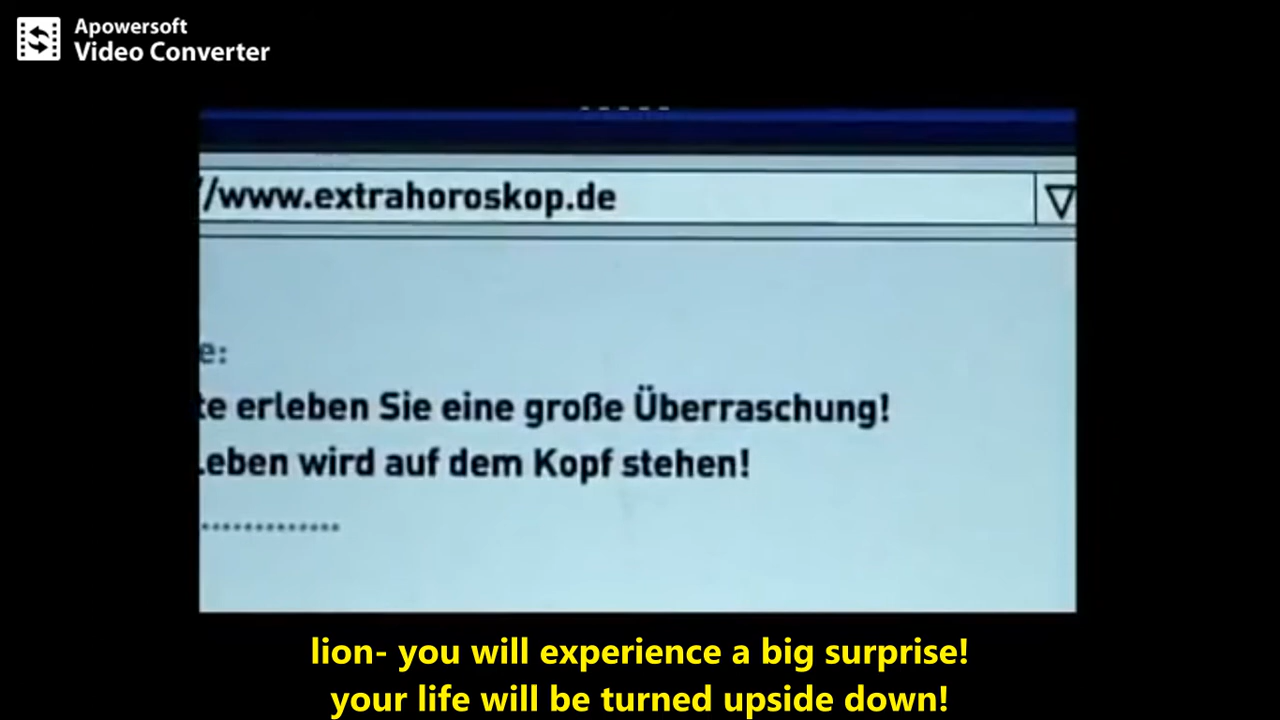 Apowersoft
Video Converter
//www.extrahoroskop.de
e:
te erleben Sie eine große Überraschung!
Leben wird auf dem Kopf stehen!
lion- you will experience a big surprise!
your life will be turned upside down!